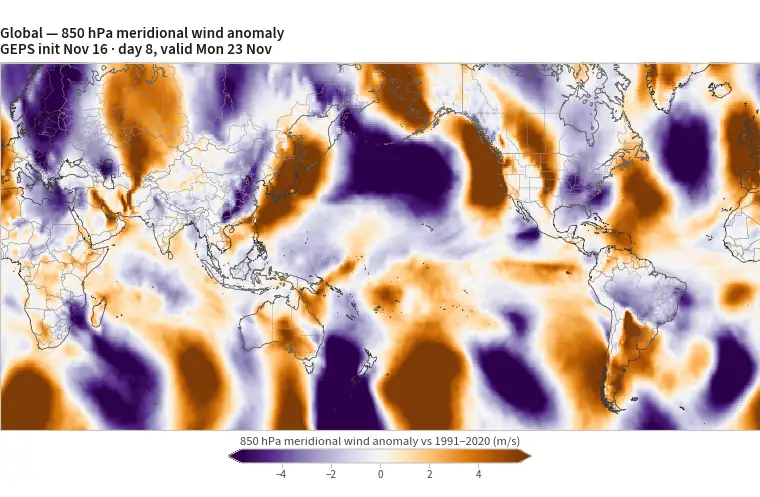 Global — 850 hPa meridional wind anomaly
GEPS init Nov 16 · day 8, valid Mon 23 Nov
850 hPa meridional wind anomaly vs 1991–2020 (m/s)
−4 −2 0 2 4